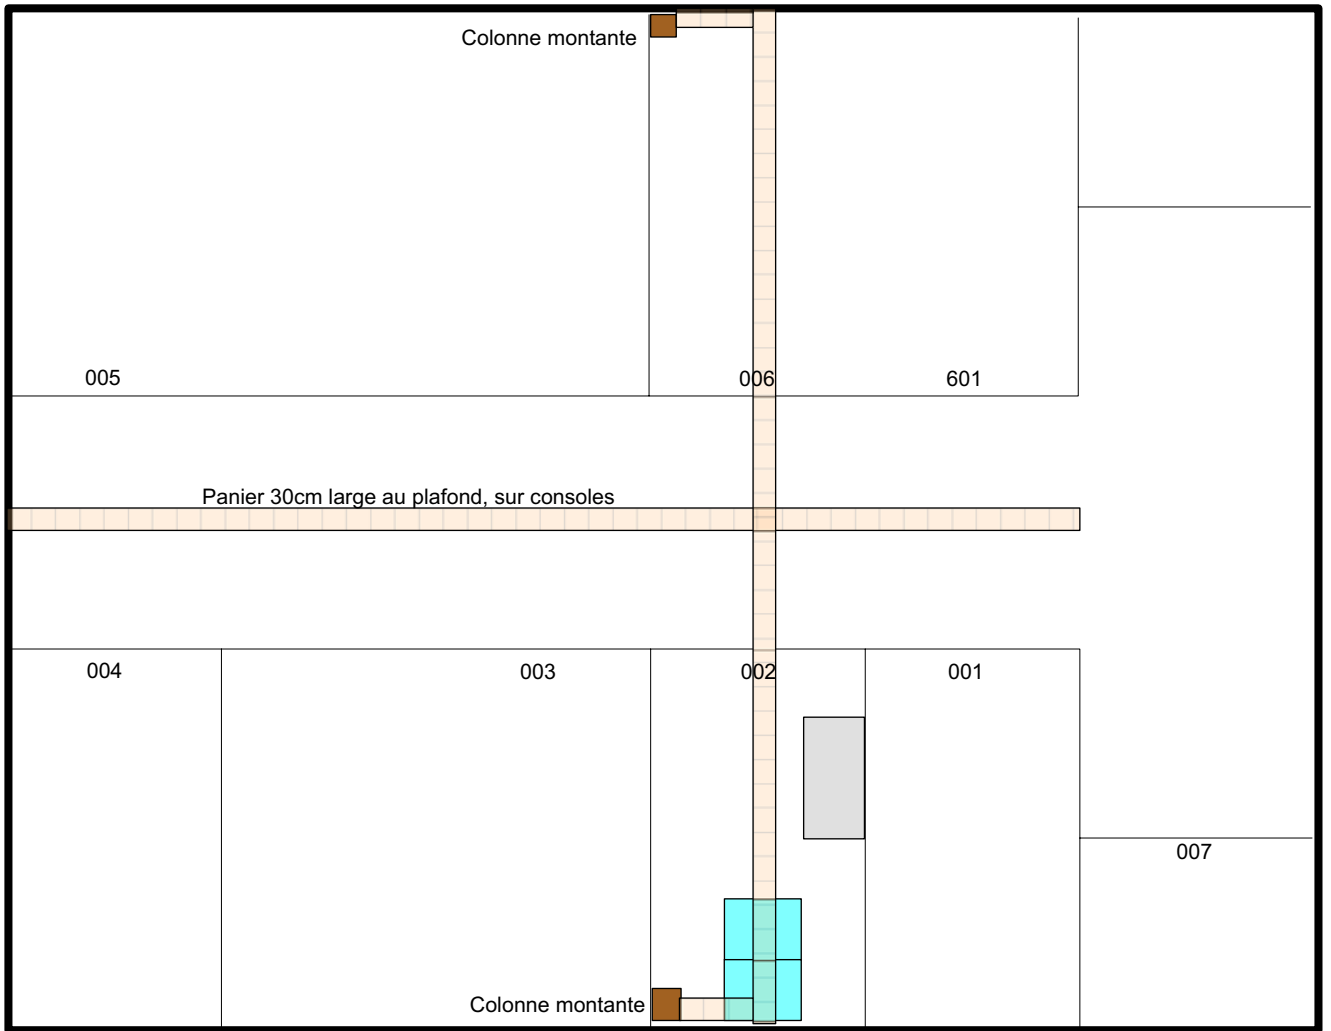 Colonne montante
005
006
601
Panier 30cm large au plafond, sur consoles
004
003
002
001
007
Colonne montante